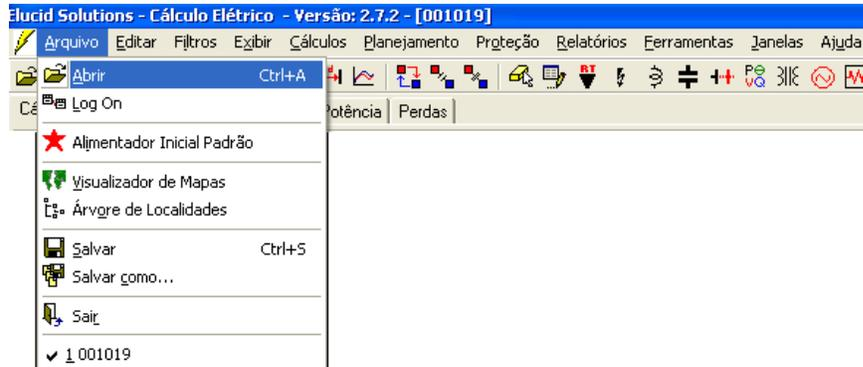 Elucid Solutions - Cálculo Elétrico - Versão: 2.7.2 - [001019]
Arquivo Editar Filtros Exibir Cálculos Planejamento Proteção Relatórios Ferramentas Janelas Ajuda
Abrir Ctrl+A
Log On
Potência Perdas
Alimentador Inicial Padrão
Visualizador de Mapas
Árvore de Localidades
Salvar Ctrl+S
Salvar como...
Sair
1 001019